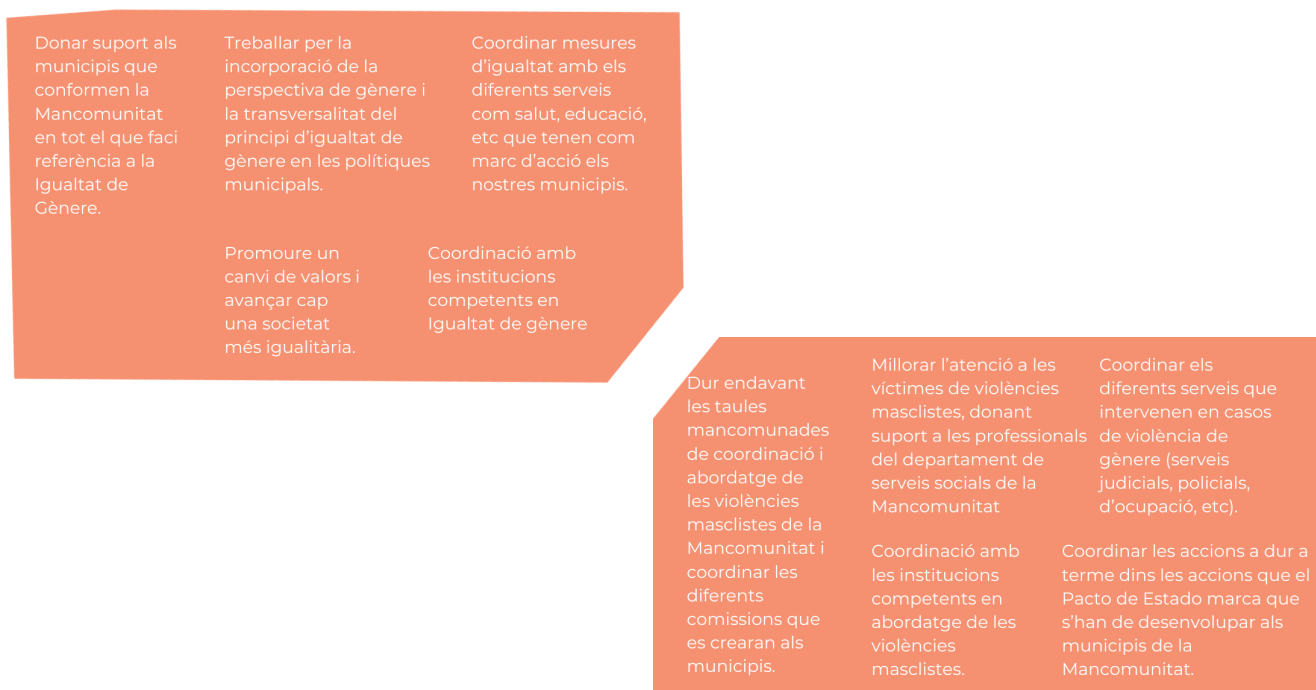 Donar suport als
municipis que
conformen la
Mancomunitat
en tot el que faci
referència a la
Igualtat de
Gènere.
Treballar per la
incorporació de la
perspectiva de gènere i
la transversalitat del
principi d’igualtat de
gènere en les polítiques
municipals.
Coordinar mesures
d’igualtat amb els
diferents serveis
com salut, educació,
etc que tenen com
marc d’acció els
nostres municipis.
Promoure un
canvi de valors i
avançar cap
una societat
més igualitària.
Coordinació amb
les institucions
competents en
Igualtat de gènere
Dur endavant
les taules
mancomunades
de coordinació i
abordatge de
les violències
masclistes de la
Mancomunitat i
coordinar les
diferents
comissions que
es crearan als
municipis.
Millorar l’atenció a les
víctimes de violències
masclistes, donant
suport a les professionals
del departament de
serveis socials de la
Mancomunitat
Coordinar els
diferents serveis que
intervenen en casos
de violència de
gènere (serveis
judicials, policials,
d’ocupació, etc).
Coordinació amb
les institucions
competents en
abordatge de les
violències
masclistes.
Coordinar les accions a dur a
terme dins les accions que el
Pacto de Estado marca que
s’han de desenvolupar als
municipis de la
Mancomunitat.